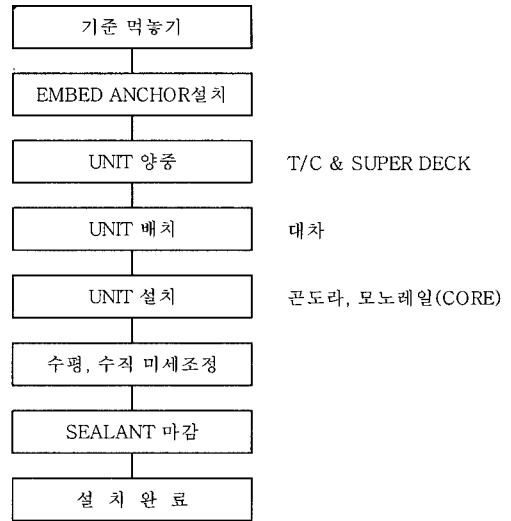 기준 먹놓기
EMBED ANCHOR설치
UNIT 양중 T/C & SUPER DECK
UNIT 배치 대차
UNIT 설치 곤도라, 모노레일(CORE)
수평, 수직 미세조정
SEALANT 마감
설 치 완 료